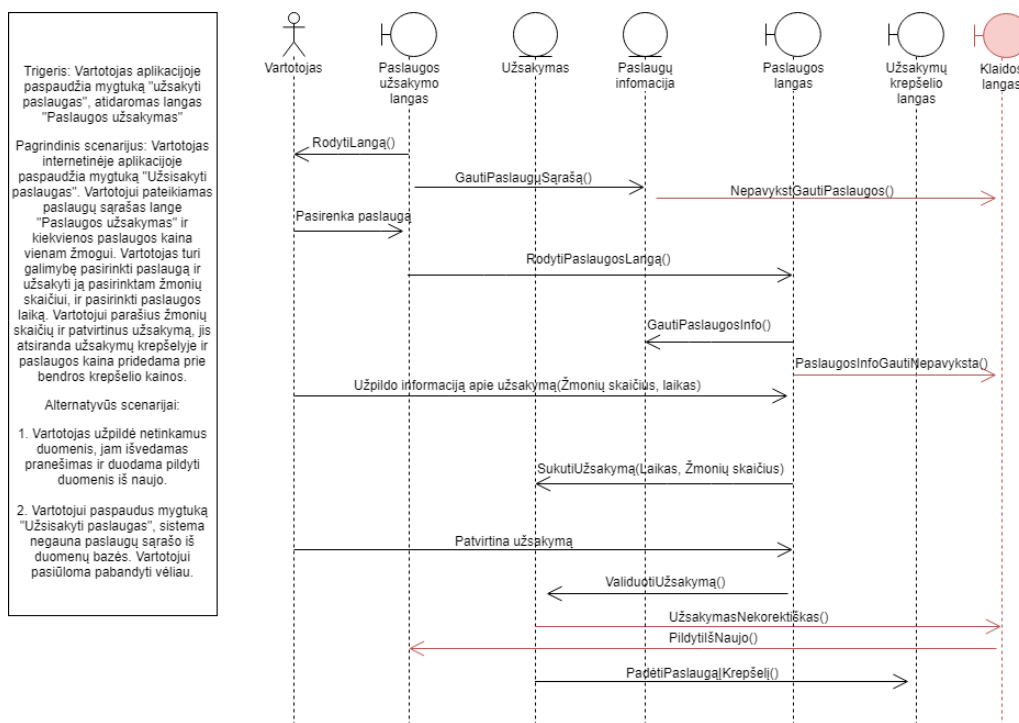 Trigeris: Vartotojas aplikacijoje
paspaudžia mygtuką "užsakyti
paslaugas", atidaromas langas
"Paslaugos užsakymas"
Pagrindinis scenarijus: Vartotojas
internetinėje aplikacijoje
paspaudžia mygtuką "Užsisakyti
paslaugas". Vartotojui pateikiamas
paslaugų sąrašas lange
"Paslaugos užsakymas" ir
kiekvienos paslaugos kaina
vienam žmogui. Vartotojas turi
galimybę pasirinkti paslaugą ir
užsakyti ją pasirinktam žmonių
skaičiui, ir pasirinkti paslaugos
laiką. Vartotojui parašius žmonių
skaičių ir patvirtinus užsakymą, jis
atsiranda užsakymų krepšelyje ir
paslaugos kaina pridedama prie
bendros krepšelio kainos.
Alternatyvūs scenarijai:
1. Vartotojas užpildė netinkamus
duomenis, jam išvedamas
pranešimas ir duodama pildyti
duomenis iš naujo.
2. Vartotojui paspaudus mygtuką
"Užsisakyti paslaugas", sistema
negauna paslaugų sąrašo iš
duomenų bazės. Vartotojui
pasiūloma pabandyti vėliau.
Vartotojas
Paslaugos
užsakymo
langas
Užsakymas
Paslaugų
infomacija
Paslaugos
langas
Užsakymų
krepšelio
langas
Klaidos
langas
RodytiLangą()
GautiPaslaugųSąrašą()
NepavykstGautiPaslaugos()
Pasirenka paslaugą
RodytiPaslaugosLangą()
GautiPaslaugosInfo()
PaslaugosInfoGautiNepavyksta()
Užpildo informaciją apie užsakymą(Žmonių skaičius, laikas)
SukutiUžsakymą(Laikas, Žmonių skaičius)
Patvirtina užsakymą
ValiduotiUžsakymą()
UžsakymasNekorektiškas()
PildytiIšNaujo()
PadėtiPaslaugąĮKrepšelį()